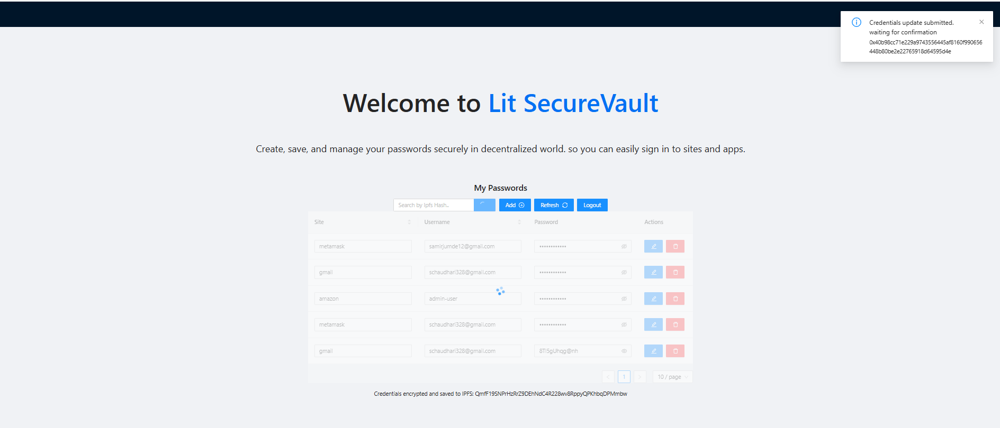 Credentials update submitted.
waiting for confirmation
0x40b98cc71e229a9743556445af8160f990656
448b80be2e22765918d64595d4e
Welcome to Lit SecureVault
Create, save, and manage your passwords securely in decentralized world. so you can easily sign in to sites and apps.
My Passwords
Search by Ipfs Hash.. Add Refresh Logout
Site Username Password Actions
metamask samirjumde12@gmail.com ••••••••••••
gmail schaudhari328@gmail.com ••••••••••••
amazon admin-user ••••••••••••
metamask schaudhari328@gmail.com ••••••••••••
gmail schaudhari328@gmail.com 8Tl5gUhqg@nh
1 10 / page
Credentials encrypted and saved to IPFS: QmfF19SNPrHzRrZ9DEhNdC4R228wv8RppyQPKhbqDPMmbw